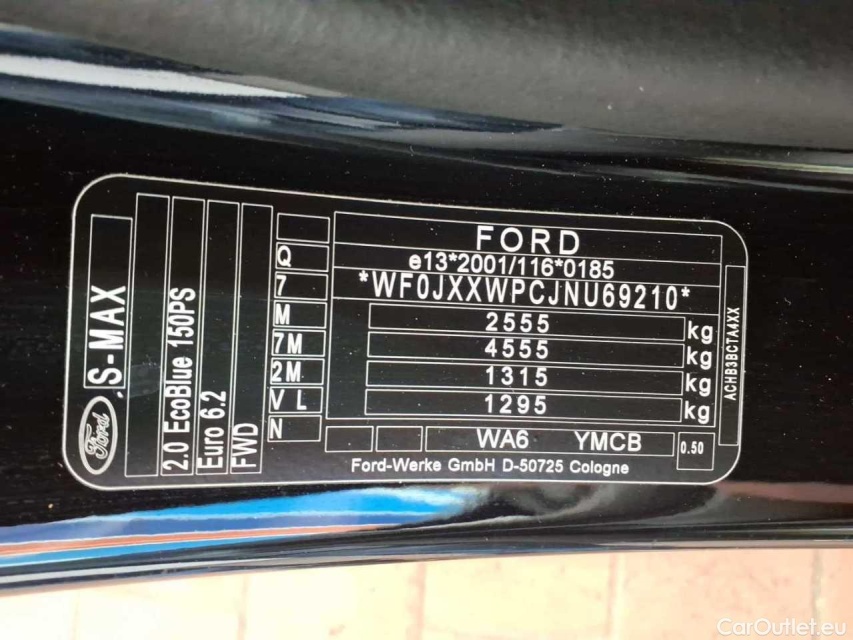 Ford
S-MAX
2.0 EcoBlue 150PS
Euro 6.2
FWD
Q
7
M
7M
2M
V L
N
FORD
e13*2001/116*0185
*WF0JXXWPCJNU69210*
2555 kg
4555 kg
1315 kg
1295 kg
WA6 YMCB
0.50
Ford-Werke GmbH D-50725 Cologne
ACHB3BCTA4XX
CarOutlet.eu